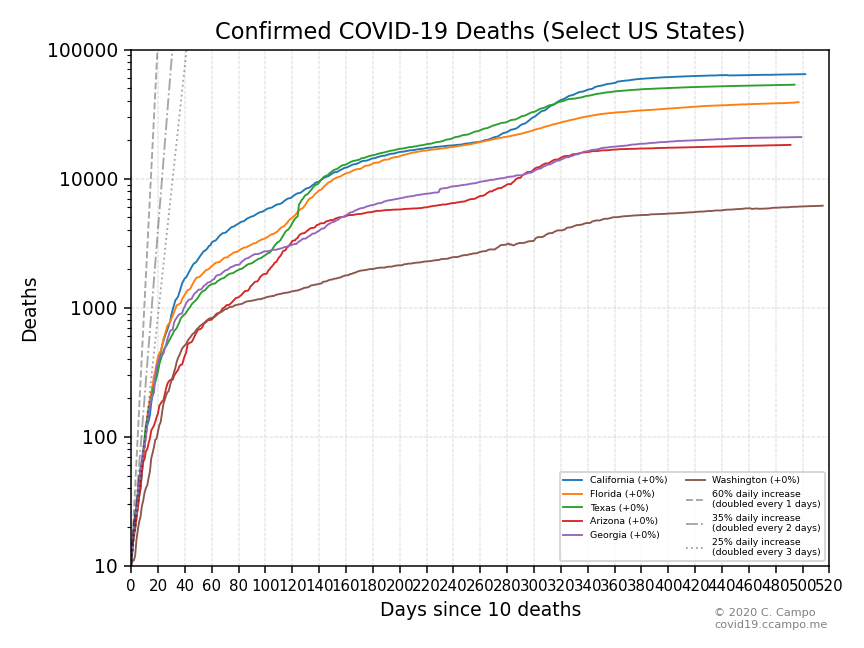 Confirmed COVID-19 Deaths (Select US States)
100000
10000
1000
100
10
Deaths
California (+0%)
Florida (+0%)
Texas (+0%)
Arizona (+0%)
Georgia (+0%)
Washington (+0%)
60% daily increase
(doubled every 1 days)
35% daily increase
(doubled every 2 days)
25% daily increase
(doubled every 3 days)
0 20 40 60 80 100 120 140 160 180 200 220 240 260 280 300 320 340 360 380 400 420 440 460 480 500 520
Days since 10 deaths
© 2020 C. Campo
covid19.ccampo.me